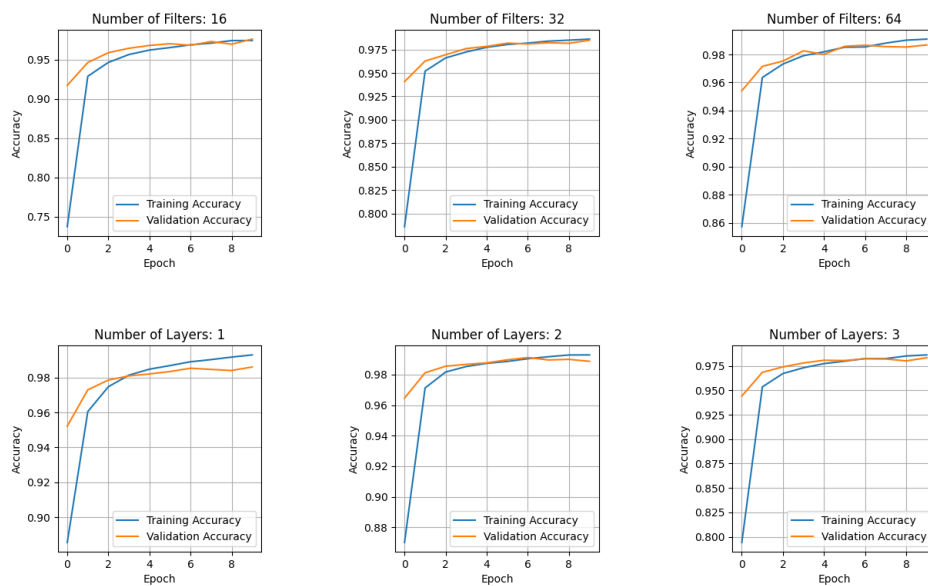 Number of Filters: 16
0.95
0.90
0.85
0.80
0.75
Accuracy
Training Accuracy
Validation Accuracy
0 2 4 6 8
Epoch
Number of Filters: 32
0.975
0.950
0.925
0.900
0.875
0.850
0.825
0.800
Accuracy
Training Accuracy
Validation Accuracy
0 2 4 6 8
Epoch
Number of Filters: 64
0.98
0.96
0.94
0.92
0.90
0.88
0.86
Accuracy
Training Accuracy
Validation Accuracy
0 2 4 6 8
Epoch
Number of Layers: 1
0.98
0.96
0.94
0.92
0.90
Accuracy
Training Accuracy
Validation Accuracy
0 2 4 6 8
Epoch
Number of Layers: 2
0.98
0.96
0.94
0.92
0.90
0.88
Accuracy
Training Accuracy
Validation Accuracy
0 2 4 6 8
Epoch
Number of Layers: 3
0.975
0.950
0.925
0.900
0.875
0.850
0.825
0.800
Accuracy
Training Accuracy
Validation Accuracy
0 2 4 6 8
Epoch